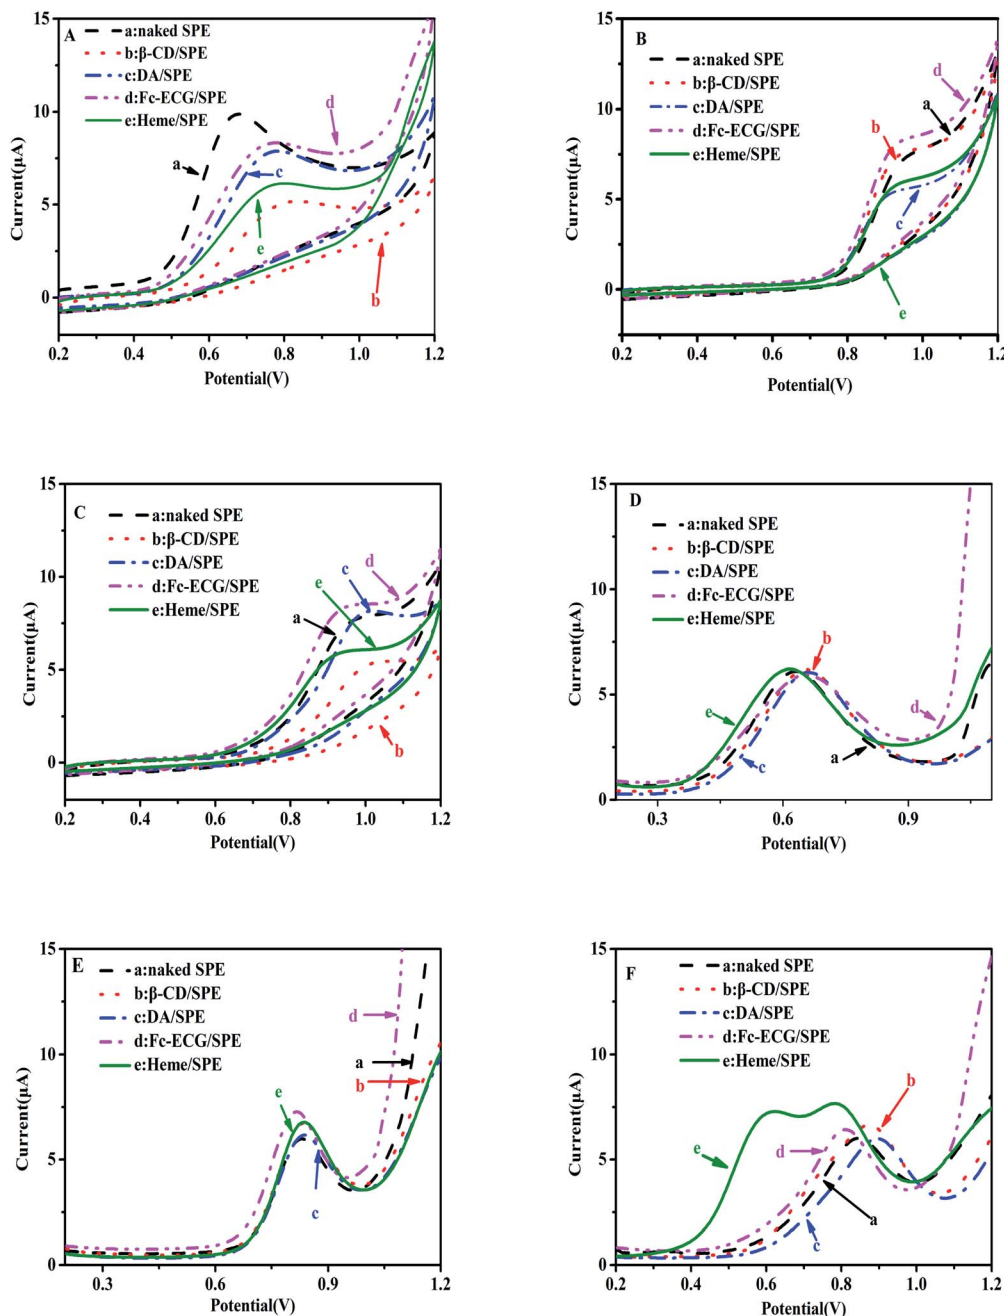 A
a:naked SPE
b:β-CD/SPE
c:DA/SPE
d:Fc-ECG/SPE
e:Heme/SPE
Current(μA)
15
10
5
0
a
c
d
e
b
0.2 0.4 0.6 0.8 1.0 1.2
Potential(V)
B
a:naked SPE
b:β-CD/SPE
c:DA/SPE
d:Fc-ECG/SPE
e:Heme/SPE
Current(μA)
15
10
5
0
d
a
b
c
e
0.2 0.4 0.6 0.8 1.0 1.2
Potential(V)
C
a:naked SPE
b:β-CD/SPE
c:DA/SPE
d:Fc-ECG/SPE
e:Heme/SPE
Current(μA)
15
10
5
0
d
c
e
a
b
0.2 0.4 0.6 0.8 1.0 1.2
Potential(V)
D
a:naked SPE
b:β-CD/SPE
c:DA/SPE
d:Fc-ECG/SPE
e:Heme/SPE
Current(μA)
15
10
5
0
b
e
d
a
c
0.3 0.6 0.9
Potential(V)
E
a:naked SPE
b:β-CD/SPE
c:DA/SPE
d:Fc-ECG/SPE
e:Heme/SPE
Current(μA)
15
10
5
0
d
a
b
e
c
0.3 0.6 0.9 1.2
Potential(V)
F
a:naked SPE
b:β-CD/SPE
c:DA/SPE
d:Fc-ECG/SPE
e:Heme/SPE
Current(μA)
15
10
5
0
b
e
d
a
c
0.2 0.4 0.6 0.8 1.0 1.2
Potential(V)